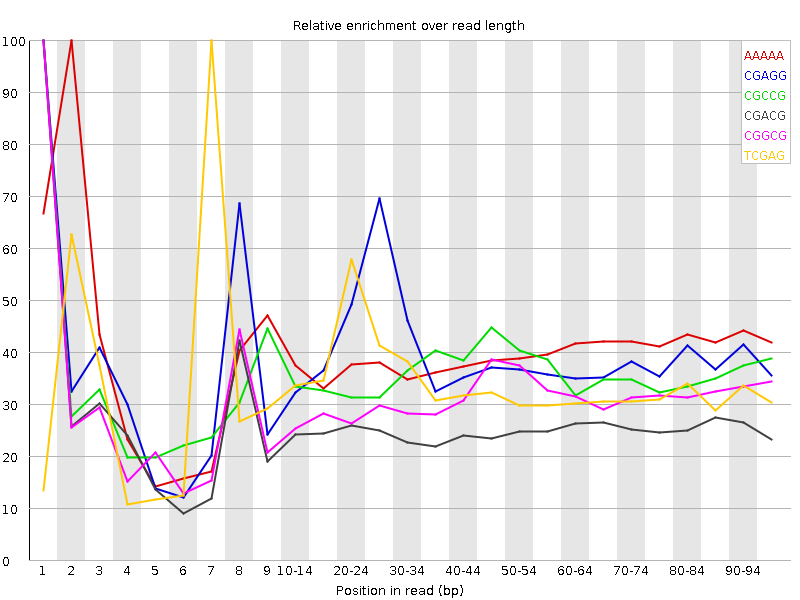 Relative enrichment over read length
100
90
80
70
60
50
40
30
20
10
0
AAAAA
CGAGG
CGCCG
CGACG
CGGCG
TCGAG
1 2 3 4 5 6 7 8 9 10-14 20-24 30-34 40-44 50-54 60-64 70-74 80-84 90-94
Position in read (bp)